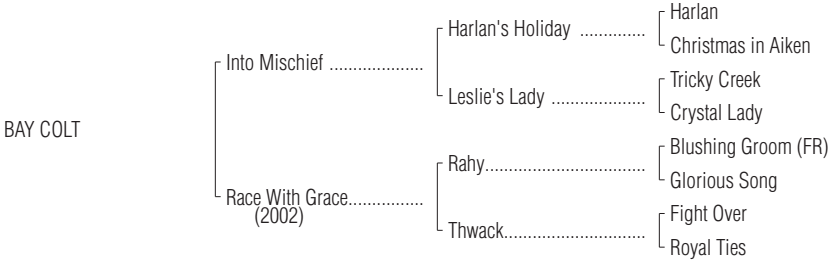 Harlan
Harlan's Holiday ..............
Christmas in Aiken
Into Mischief ....................
Tricky Creek
Leslie's Lady ....................
Crystal Lady
BAY COLT
Blushing Groom (FR)
Rahy..................................
Glorious Song
Race With Grace................
(2002)
Fight Over
Thwack..............................
Royal Ties